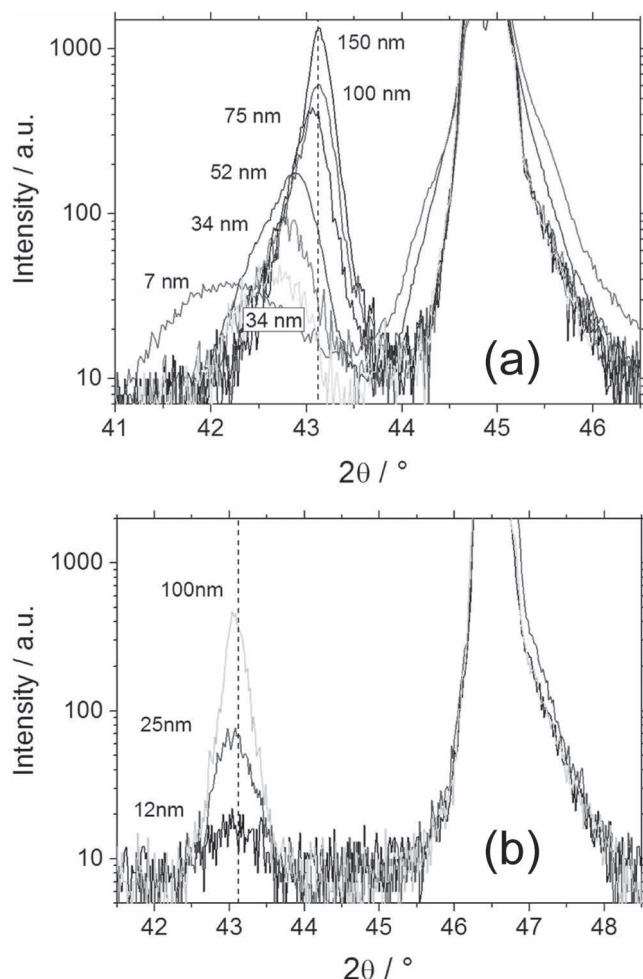 1000
100
10
Intensity / a.u.
150 nm
100 nm
75 nm
52 nm
34 nm
7 nm
34 nm
(a)
41 42 43 44 45 46
2θ / °
1000
100
10
Intensity / a.u.
100nm
25nm
12nm
(b)
42 43 44 45 46 47 48
2θ / °